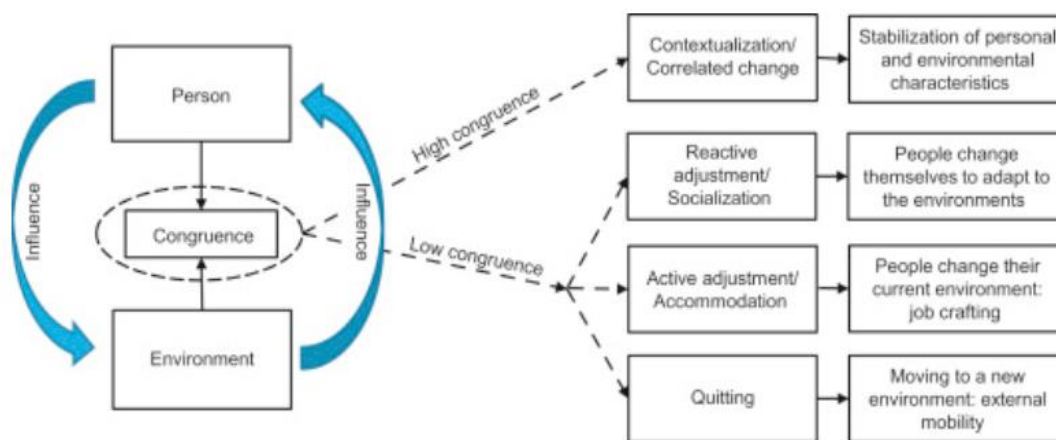 Person
Influence
Congruence
Influence
Environment
High congruence
Low congruence
Contextualization/
Correlated change
Stabilization of personal
and environmental
characteristics
Reactive
adjustment/
Socialization
People change
themselves to adapt to
the environments
Active adjustment/
Accommodation
People change their
current environment:
job crafting
Quitting
Moving to a new
environment: external
mobility